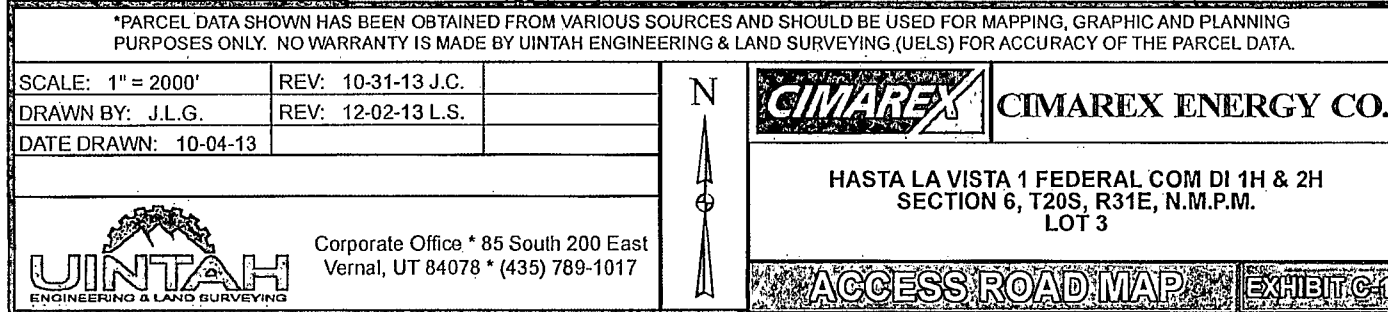 *PARCEL DATA SHOWN HAS BEEN OBTAINED FROM VARIOUS SOURCES AND SHOULD BE USED FOR MAPPING, GRAPHIC AND PLANNING
PURPOSES ONLY. NO WARRANTY IS MADE BY UINTAH ENGINEERING & LAND SURVEYING (UELS) FOR ACCURACY OF THE PARCEL DATA.
SCALE: 1" = 2000'
REV: 10-31-13 J.C.
DRAWN BY: J.L.G.
REV: 12-02-13 L.S.
DATE DRAWN: 10-04-13
UINTAH
ENGINEERING & LAND SURVEYING
Corporate Office * 85 South 200 East
Vernal, UT 84078 * (435) 789-1017
N
CIMAREX
CIMAREX ENERGY CO.
HASTA LA VISTA 1 FEDERAL COM DI 1H & 2H
SECTION 6, T20S, R31E, N.M.P.M.
LOT 3
ACCESS ROAD MAP
EXHIBIT C-1